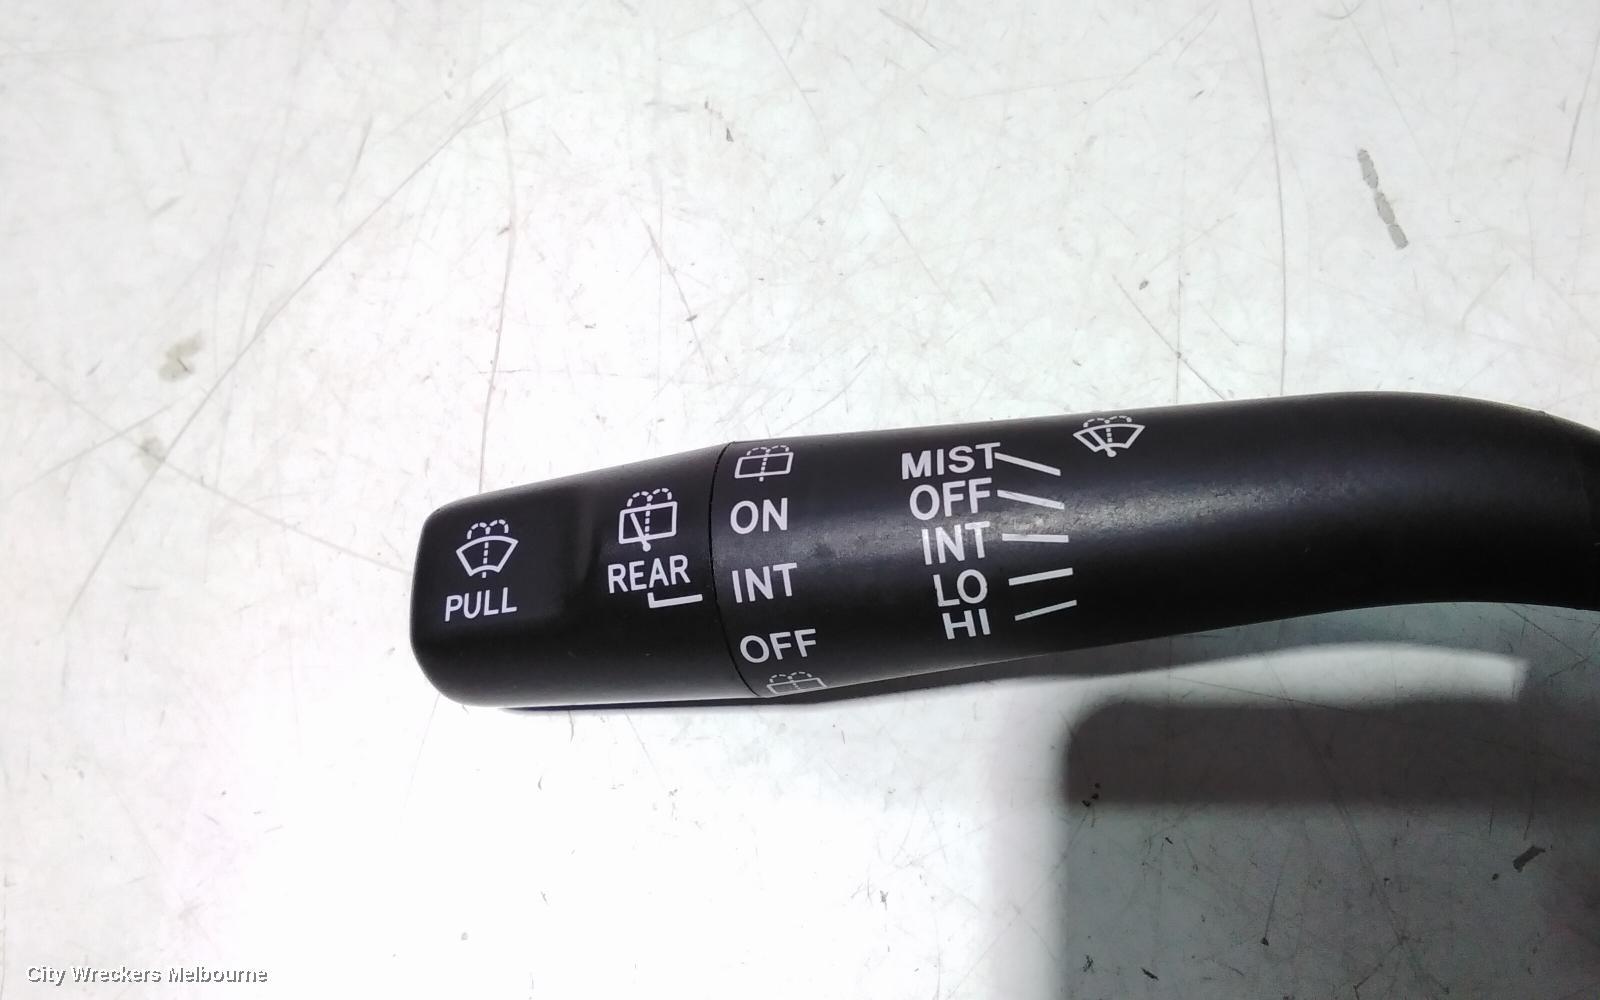 PULL
REAR
ON
INT
OFF
MIST
OFF
INT
LO
HI
City Wreckers Melbourne